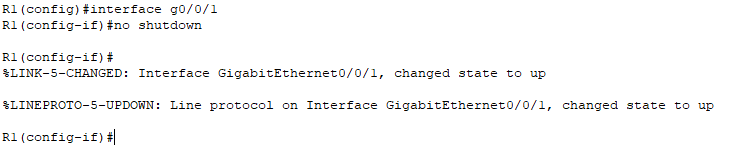 R1(config)#interface g0/0/1
R1(config-if)#no shutdown
R1(config-if)#
%LINK-5-CHANGED: Interface GigabitEthernet0/0/1, changed state to up
%LINEPROTO-5-UPDOWN: Line protocol on Interface GigabitEthernet0/0/1, changed state to up
R1(config-if)#